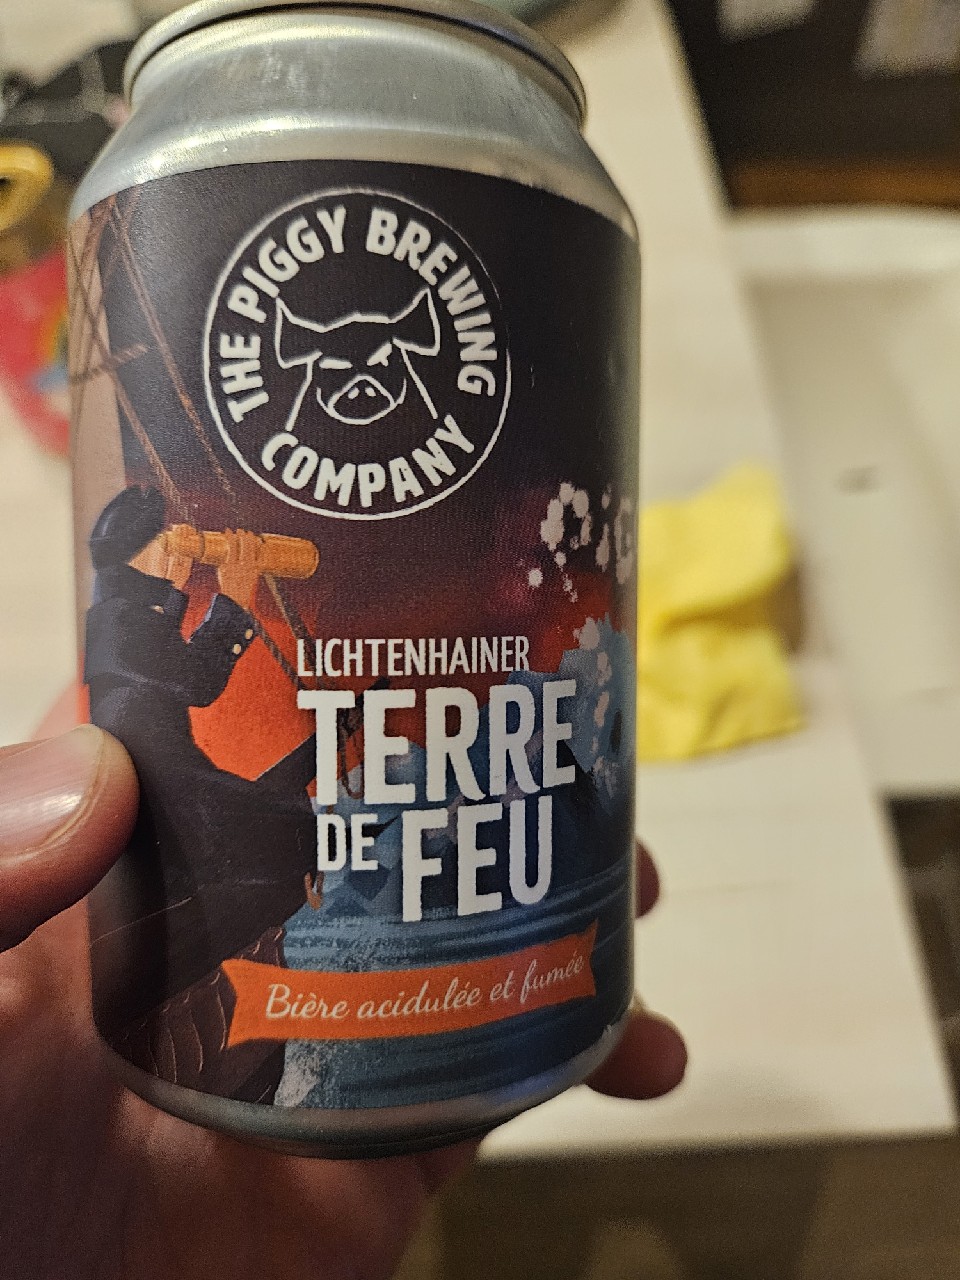 THE PIGGY BREWING
COMPANY
LICHTENHAINER
TERRE
DE FEU
Bière acidulée et fumée